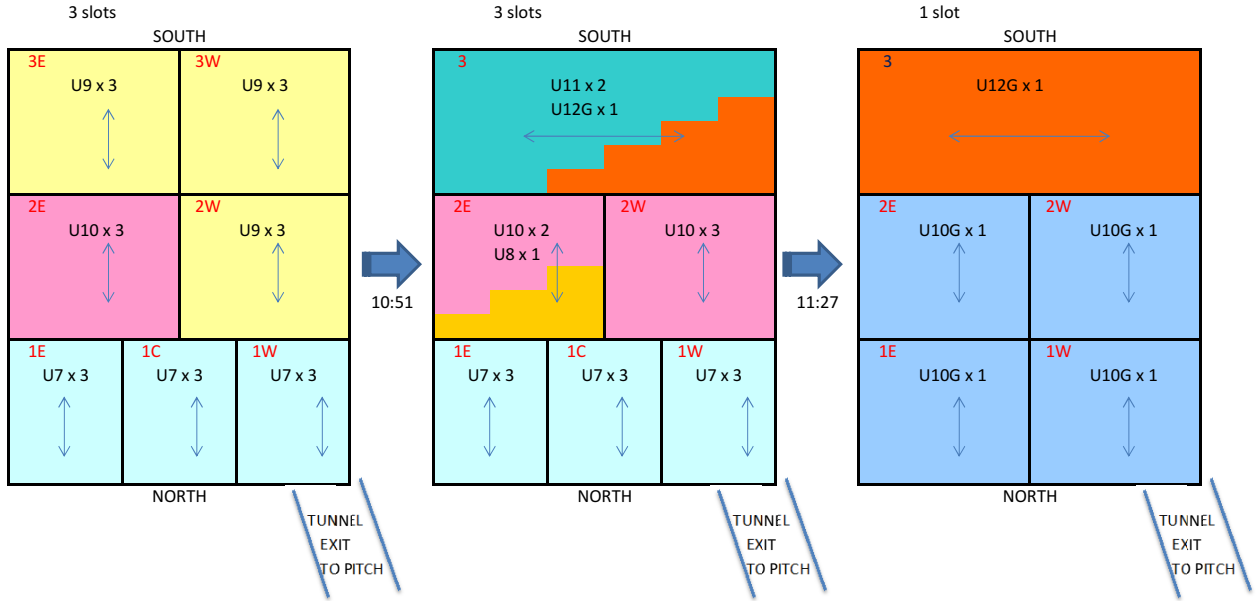 3 slots
SOUTH
3E
3W
U9 x 3
U9 x 3
2E
2W
U10 x 3
U9 x 3
1E
1C
1W
U7 x 3
U7 x 3
U7 x 3
NORTH
TUNNEL
EXIT
TO PITCH
10:51
3 slots
SOUTH
3
U11 x 2
U12G x 1
2E
2W
U10 x 2
U8 x 1
U10 x 3
1E
1C
1W
U7 x 3
U7 x 3
U7 x 3
NORTH
TUNNEL
EXIT
TO PITCH
11:27
1 slot
SOUTH
3
U12G x 1
2E
2W
U10G x 1
U10G x 1
1E
1W
U10G x 1
U10G x 1
NORTH
TUNNEL
EXIT
TO PITCH